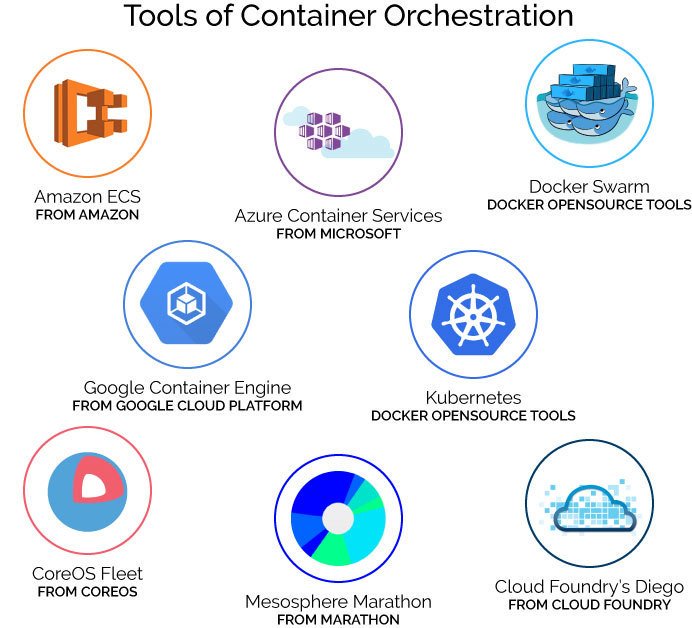 Tools of Container Orchestration
Amazon ECS
FROM AMAZON
Azure Container Services
FROM MICROSOFT
Docker Swarm
DOCKER OPENSOURCE TOOLS
Google Container Engine
FROM GOOGLE CLOUD PLATFORM
Kubernetes
DOCKER OPENSOURCE TOOLS
CoreOS Fleet
FROM COREOS
Mesosphere Marathon
FROM MARATHON
Cloud Foundry's Diego
FROM CLOUD FOUNDRY